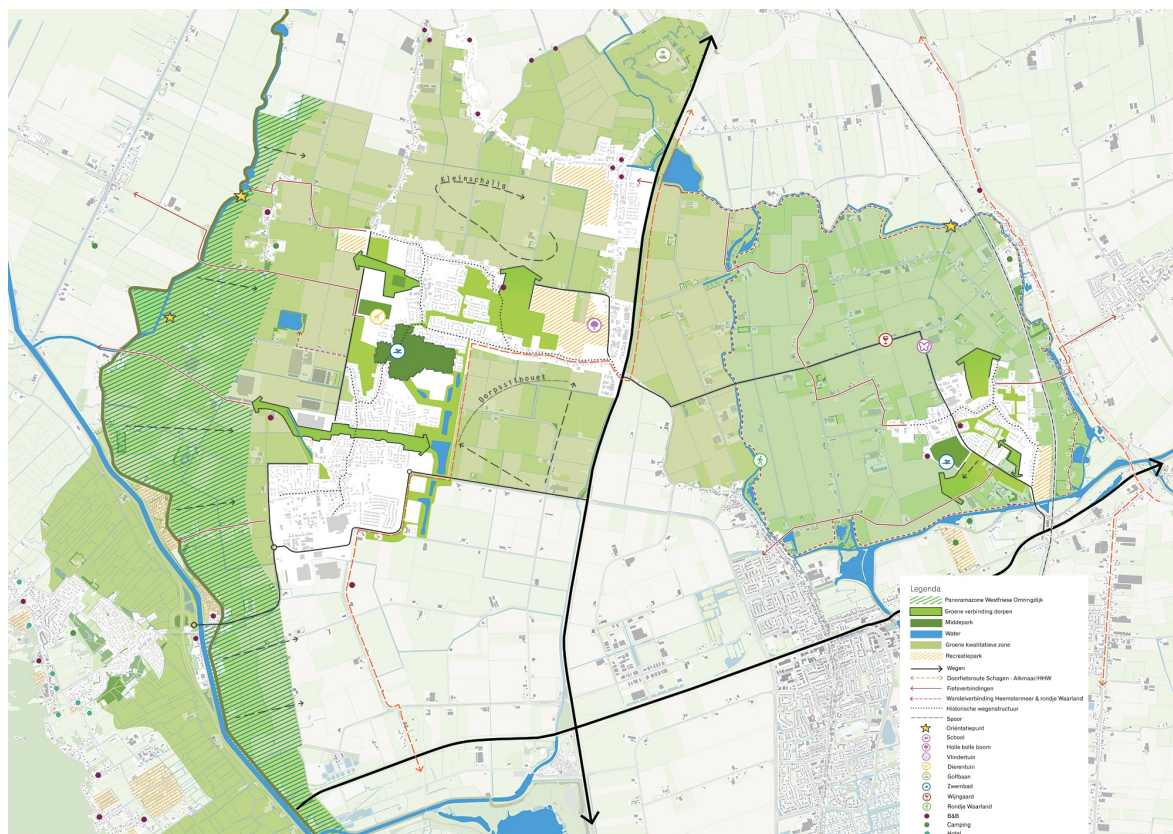 Kleinschalig
Dorpssilhouet
Legenda
Panoramazone Westfriese Omringdijk
Groene verbinding dorpen
Middepark
Water
Groene kwalitatieve zone
Recreatiepark
Wegen
Doorfietsroute Schagen - Alkmaar/HHW
Fietsverbindingen
Wandelverbinding Heemstermeer & rondje Waarland
Historische wegenstructuur
Spoor
Oriëntatiepunt
School
Holle bolle boom
Vlindertuin
Dierentuin
Golfbaan
Zwembad
Wijngaard
Rondje Waarland
B&B
Camping
Hotel